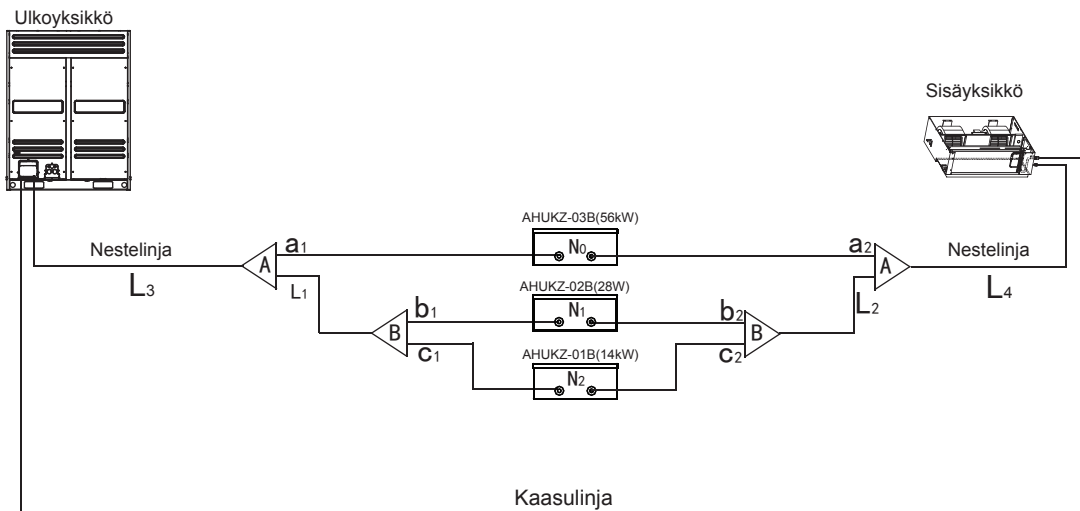 Ulkoyksikkö
Sisäyksikkö
AHUKZ-03B(56kW)
Nestelinja
A
a1
N0
a2
A
Nestelinja
L3
L1
AHUKZ-02B(28W)
L2
L4
B
b1
N1
b2
B
c1
AHUKZ-01B(14kW)
c2
N2
Kaasulinja